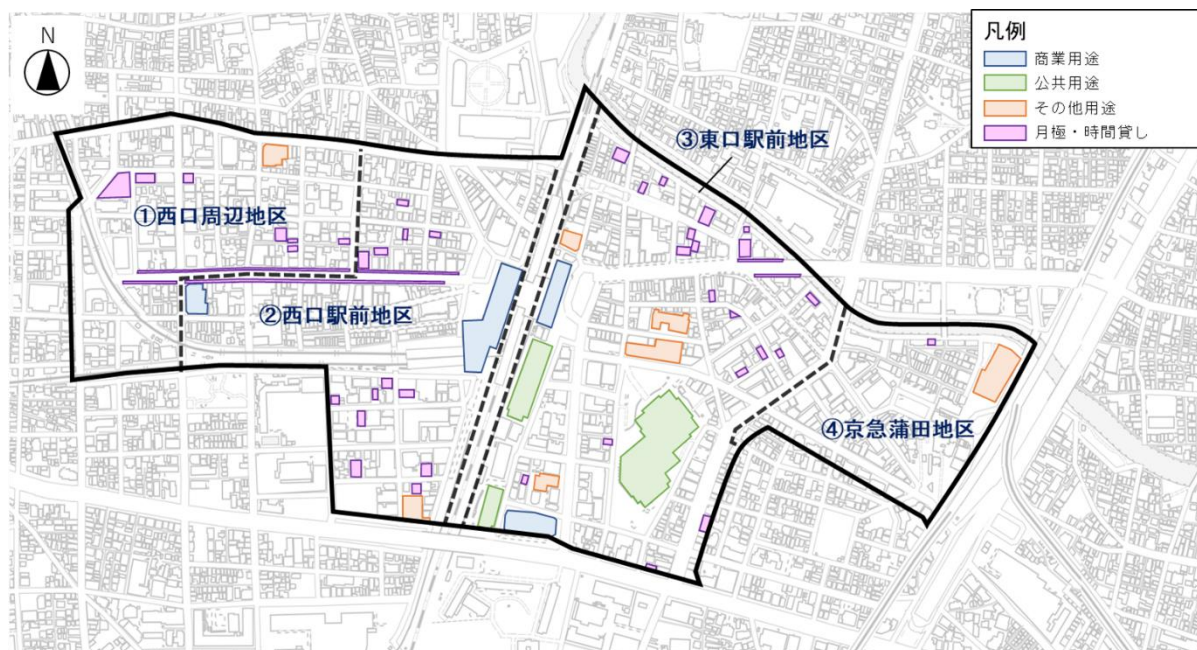 N
凡例
商業用途
公共用途
その他用途
月極・時間貸し
③東口駅前地区
①西口周辺地区
②西口駅前地区
④京急蒲田地区